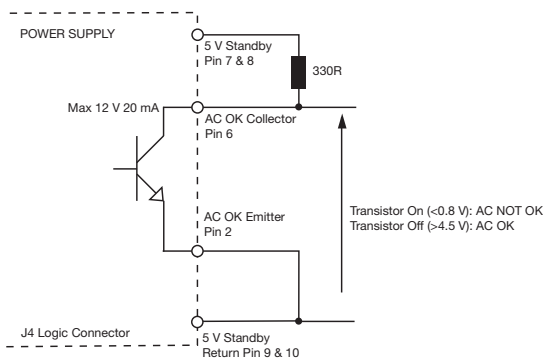 POWER SUPPLY
5 V Standby
Pin 7 & 8
330R
Max 12 V 20 mA
AC OK Collector
Pin 6
AC OK Emitter
Pin 2
Transistor On (<0.8 V): AC NOT OK
Transistor Off (>4.5 V): AC OK
J4 Logic Connector
5 V Standby
Return Pin 9 & 10